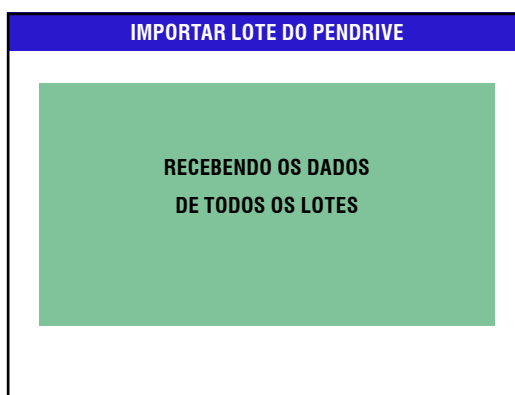 IMPORTAR LOTE DO PENDRIVE
RECEBENDO OS DADOS
DE TODOS OS LOTES